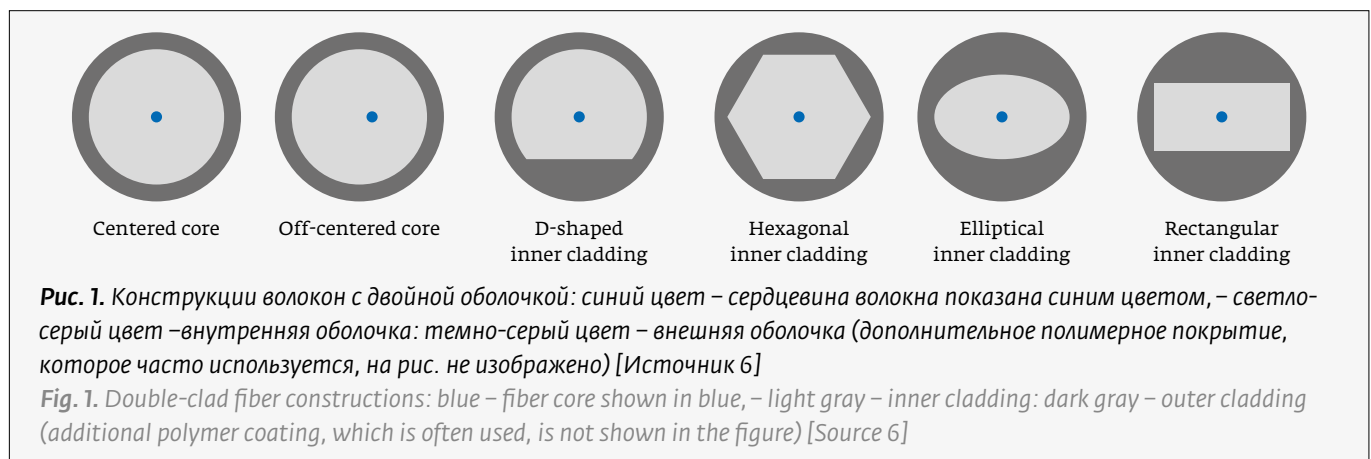 Centered core
Off-centered core
D-shaped
inner cladding
Hexagonal
inner cladding
Elliptical
inner cladding
Rectangular
inner cladding
Рис. 1. Конструкции волокон с двойной оболочкой: синий цвет – сердцевина волокна показана синим цветом, – светло-
серый цвет –внутренняя оболочка: темно-серый цвет – внешняя оболочка (дополнительное полимерное покрытие,
которое часто используется, на рис. не изображено) [Источник 6]
Fig. 1. Double-clad fiber constructions: blue – fiber core shown in blue, – light gray – inner cladding: dark gray – outer cladding
(additional polymer coating, which is often used, is not shown in the figure) [Source 6]